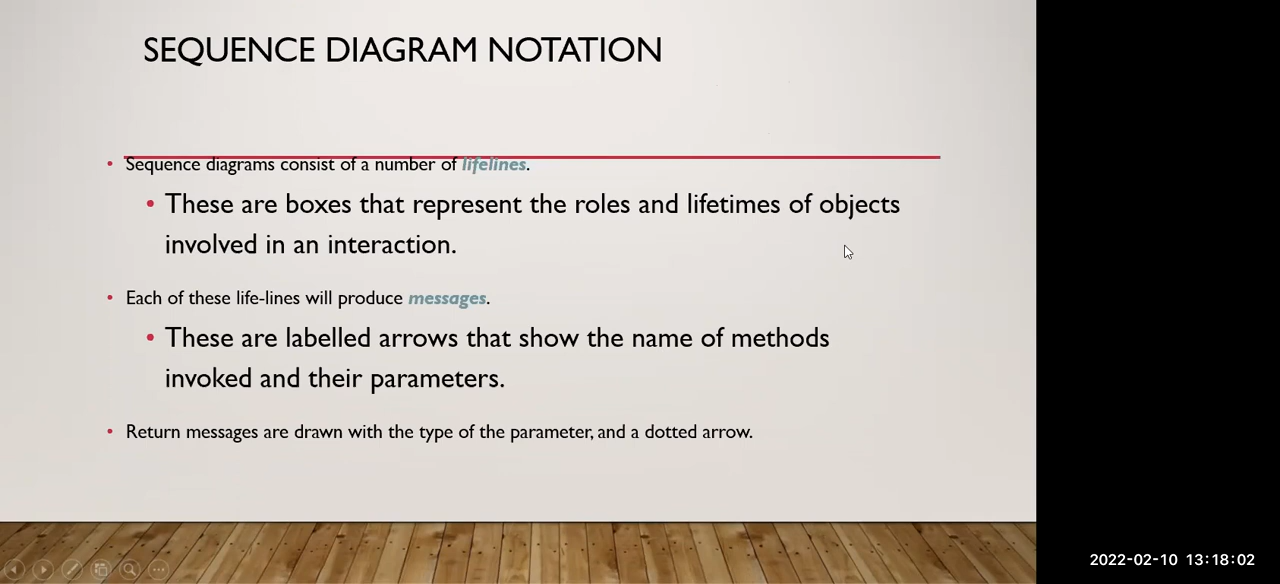 SEQUENCE DIAGRAM NOTATION
• Sequence diagrams consist of a number of lifelines.
• These are boxes that represent the roles and lifetimes of objects
involved in an interaction.
• Each of these life-lines will produce messages.
• These are labelled arrows that show the name of methods
invoked and their parameters.
• Return messages are drawn with the type of the parameter, and a dotted arrow.
2022-02-10 13:18:02